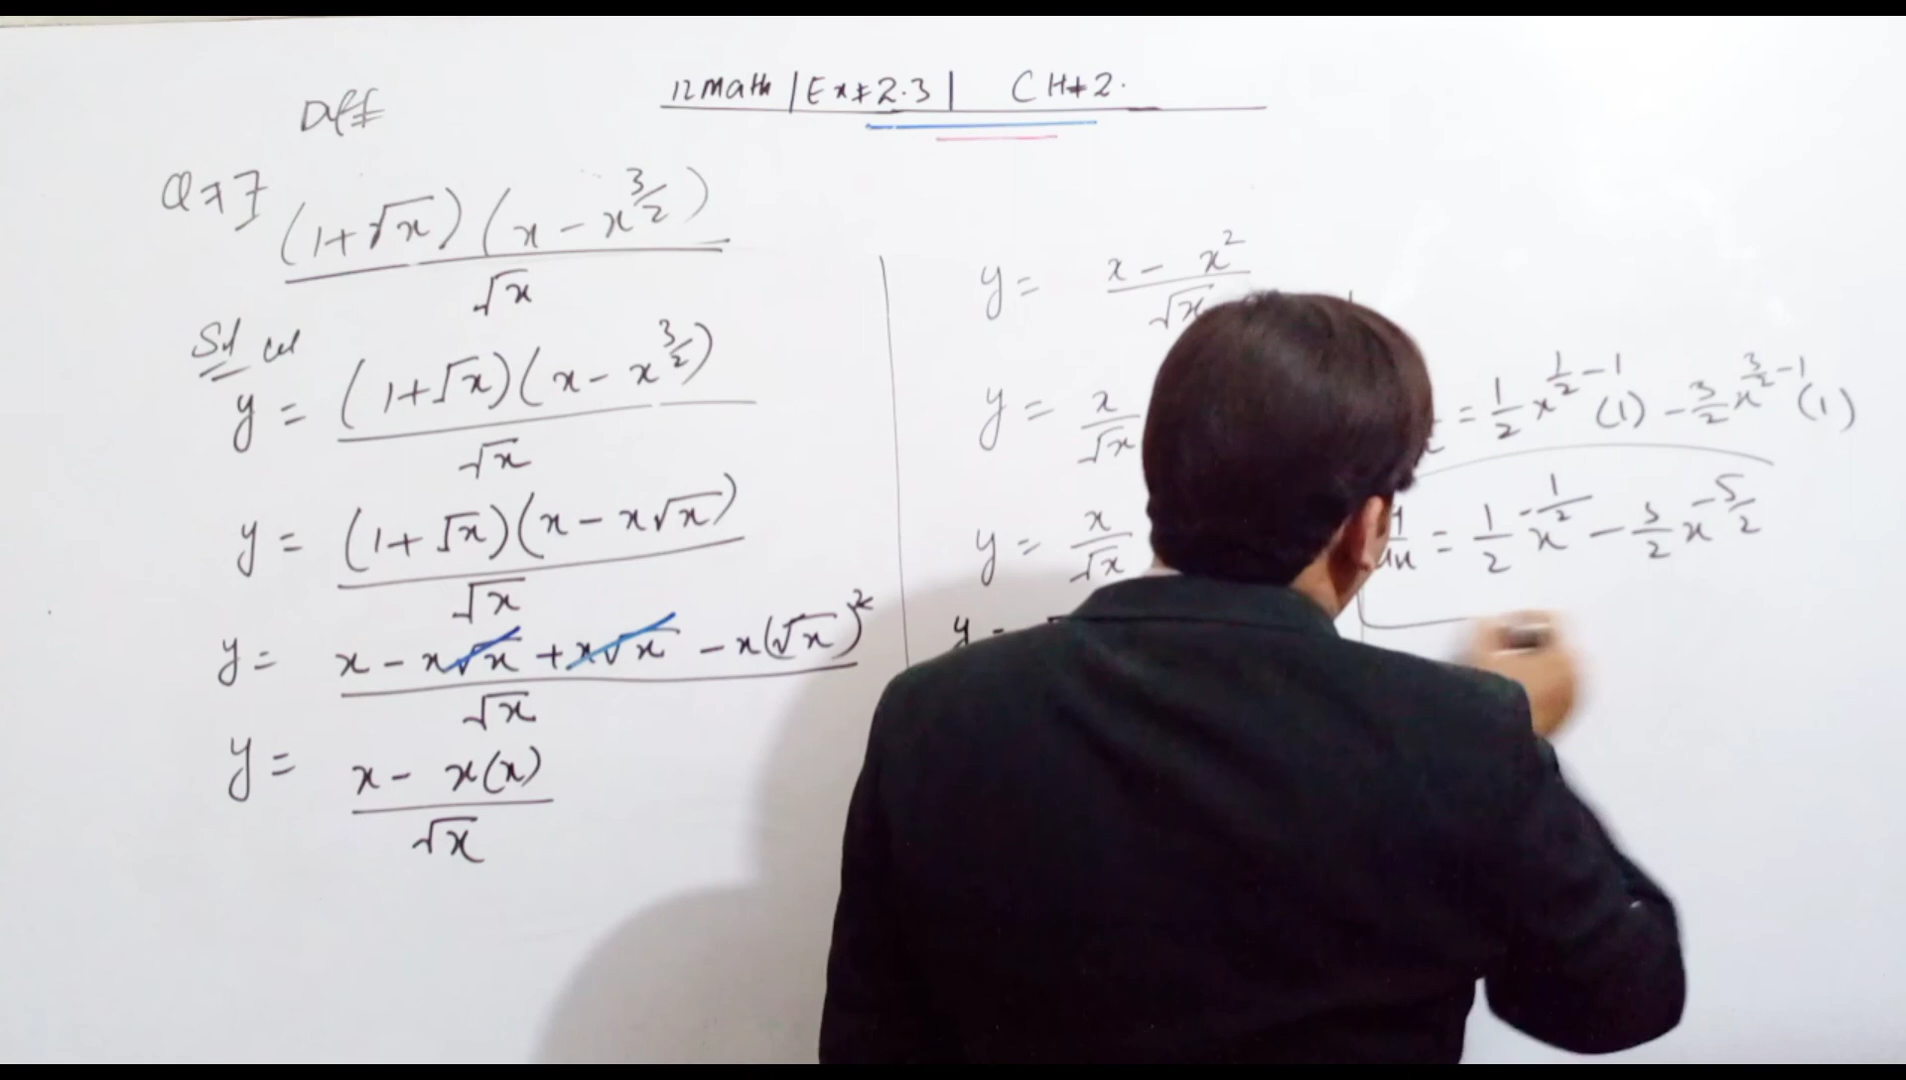 12 Math | Ex # 2.3 | CH # 2.
Diff
Q # 7 (1+√x)(x − x^(3/2)) / √x
Sol
y = (1+√x)(x − x^(3/2)) / √x
y = (1+√x)(x − x√x) / √x
y = (x − x√x + x√x − x(√x)²) / √x
y = (x − x(x)) / √x
y = (x − x²) / √x
y = x/√x
y = x/√x
y =
= 1/2 x^(1/2 − 1) (1) − 3/2 x^(3/2 − 1) (1)
= 1/2 x^(−1/2) − 3/2 x^(−5/2)